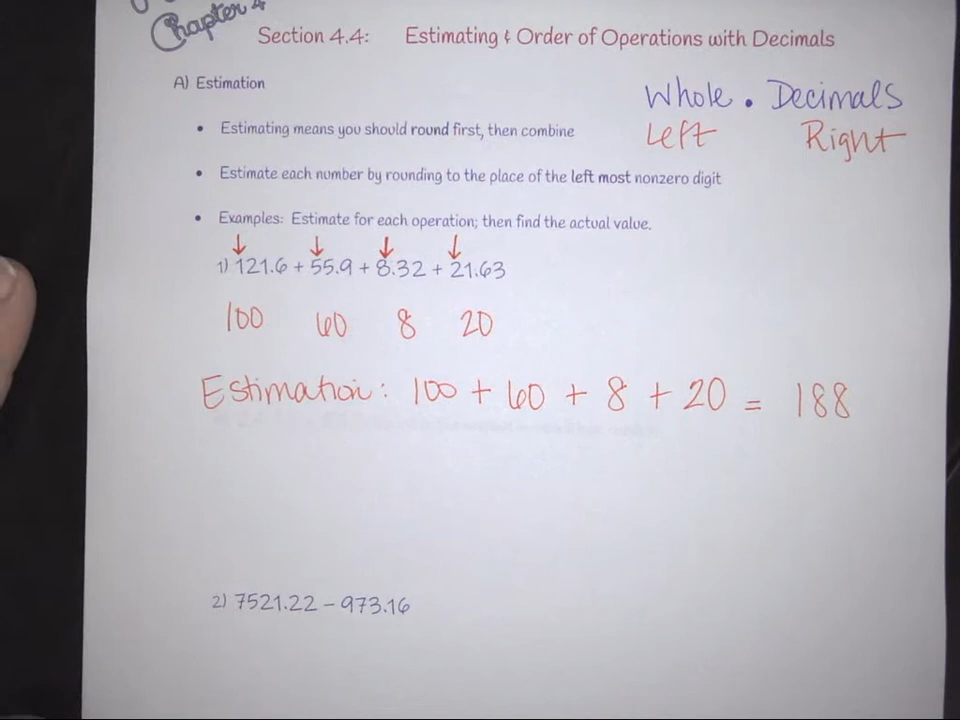 Chapter 4
Section 4.4: Estimating & Order of Operations with Decimals
A) Estimation
Whole . Decimals
Left Right
• Estimating means you should round first, then combine
• Estimate each number by rounding to the place of the left most nonzero digit
• Examples: Estimate for each operation; then find the actual value.
↓ ↓ ↓ ↓
1) 121.6 + 55.9 + 8.32 + 21.63
100 60 8 20
Estimation: 100 + 60 + 8 + 20 = 188
2) 7521.22 – 973.16